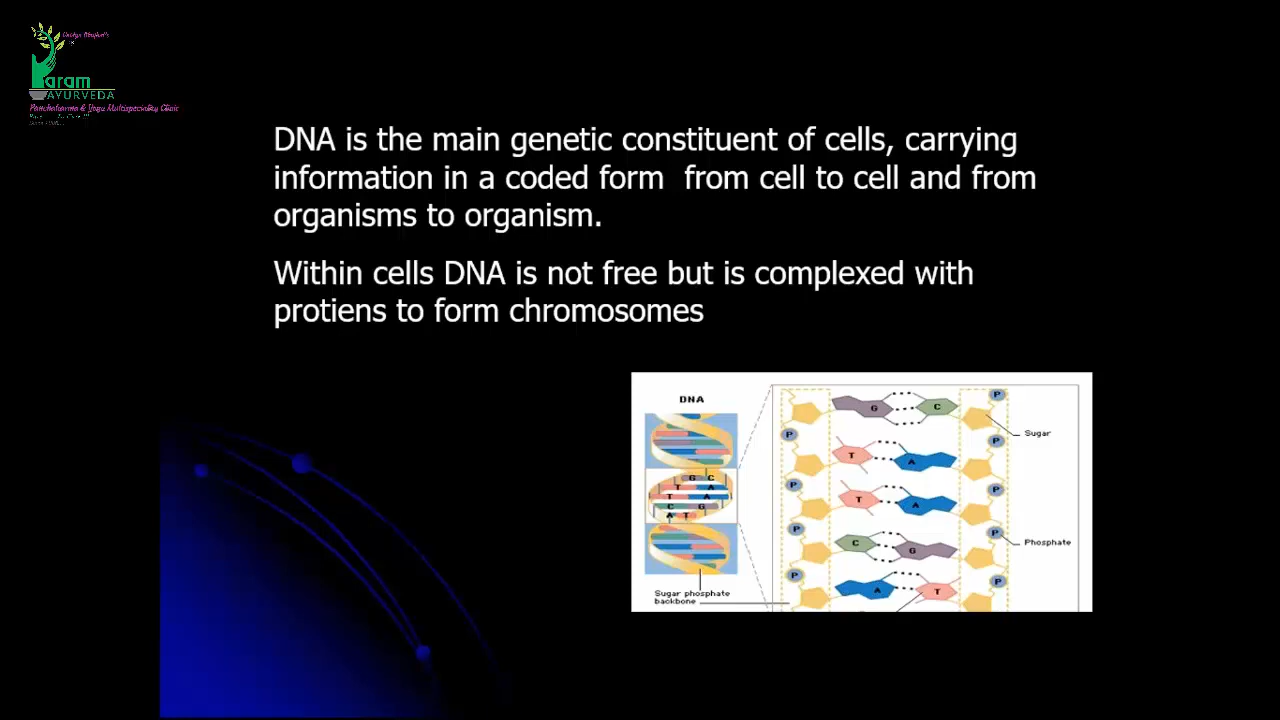 Karam
AYURVEDA
Panchakarma & Yoga Multispeciality Clinic
DNA is the main genetic constituent of cells, carrying
information in a coded form from cell to cell and from
organisms to organism.
Within cells DNA is not free but is complexed with
protiens to form chromosomes
DNA
G C
T A
T A
C G
A T
Sugar phosphate
backbone
P
G C
Sugar
P
P
T A
P
P
T A
P
P
P
C G
Phosphate
P
P
A T